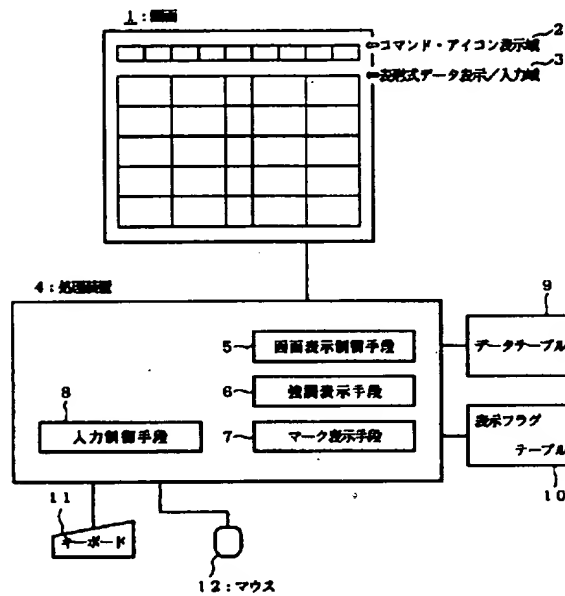 1：画面
コマンド・アイコン表示域
2
表形式データ表示／入力域
3
4：処理装置
5
画面表示制御手段
6
強調表示手段
7
マーク表示手段
8
入力制御手段
9
データテーブル
表示フラグ
テーブル
10
11
キーボード
12：マウス